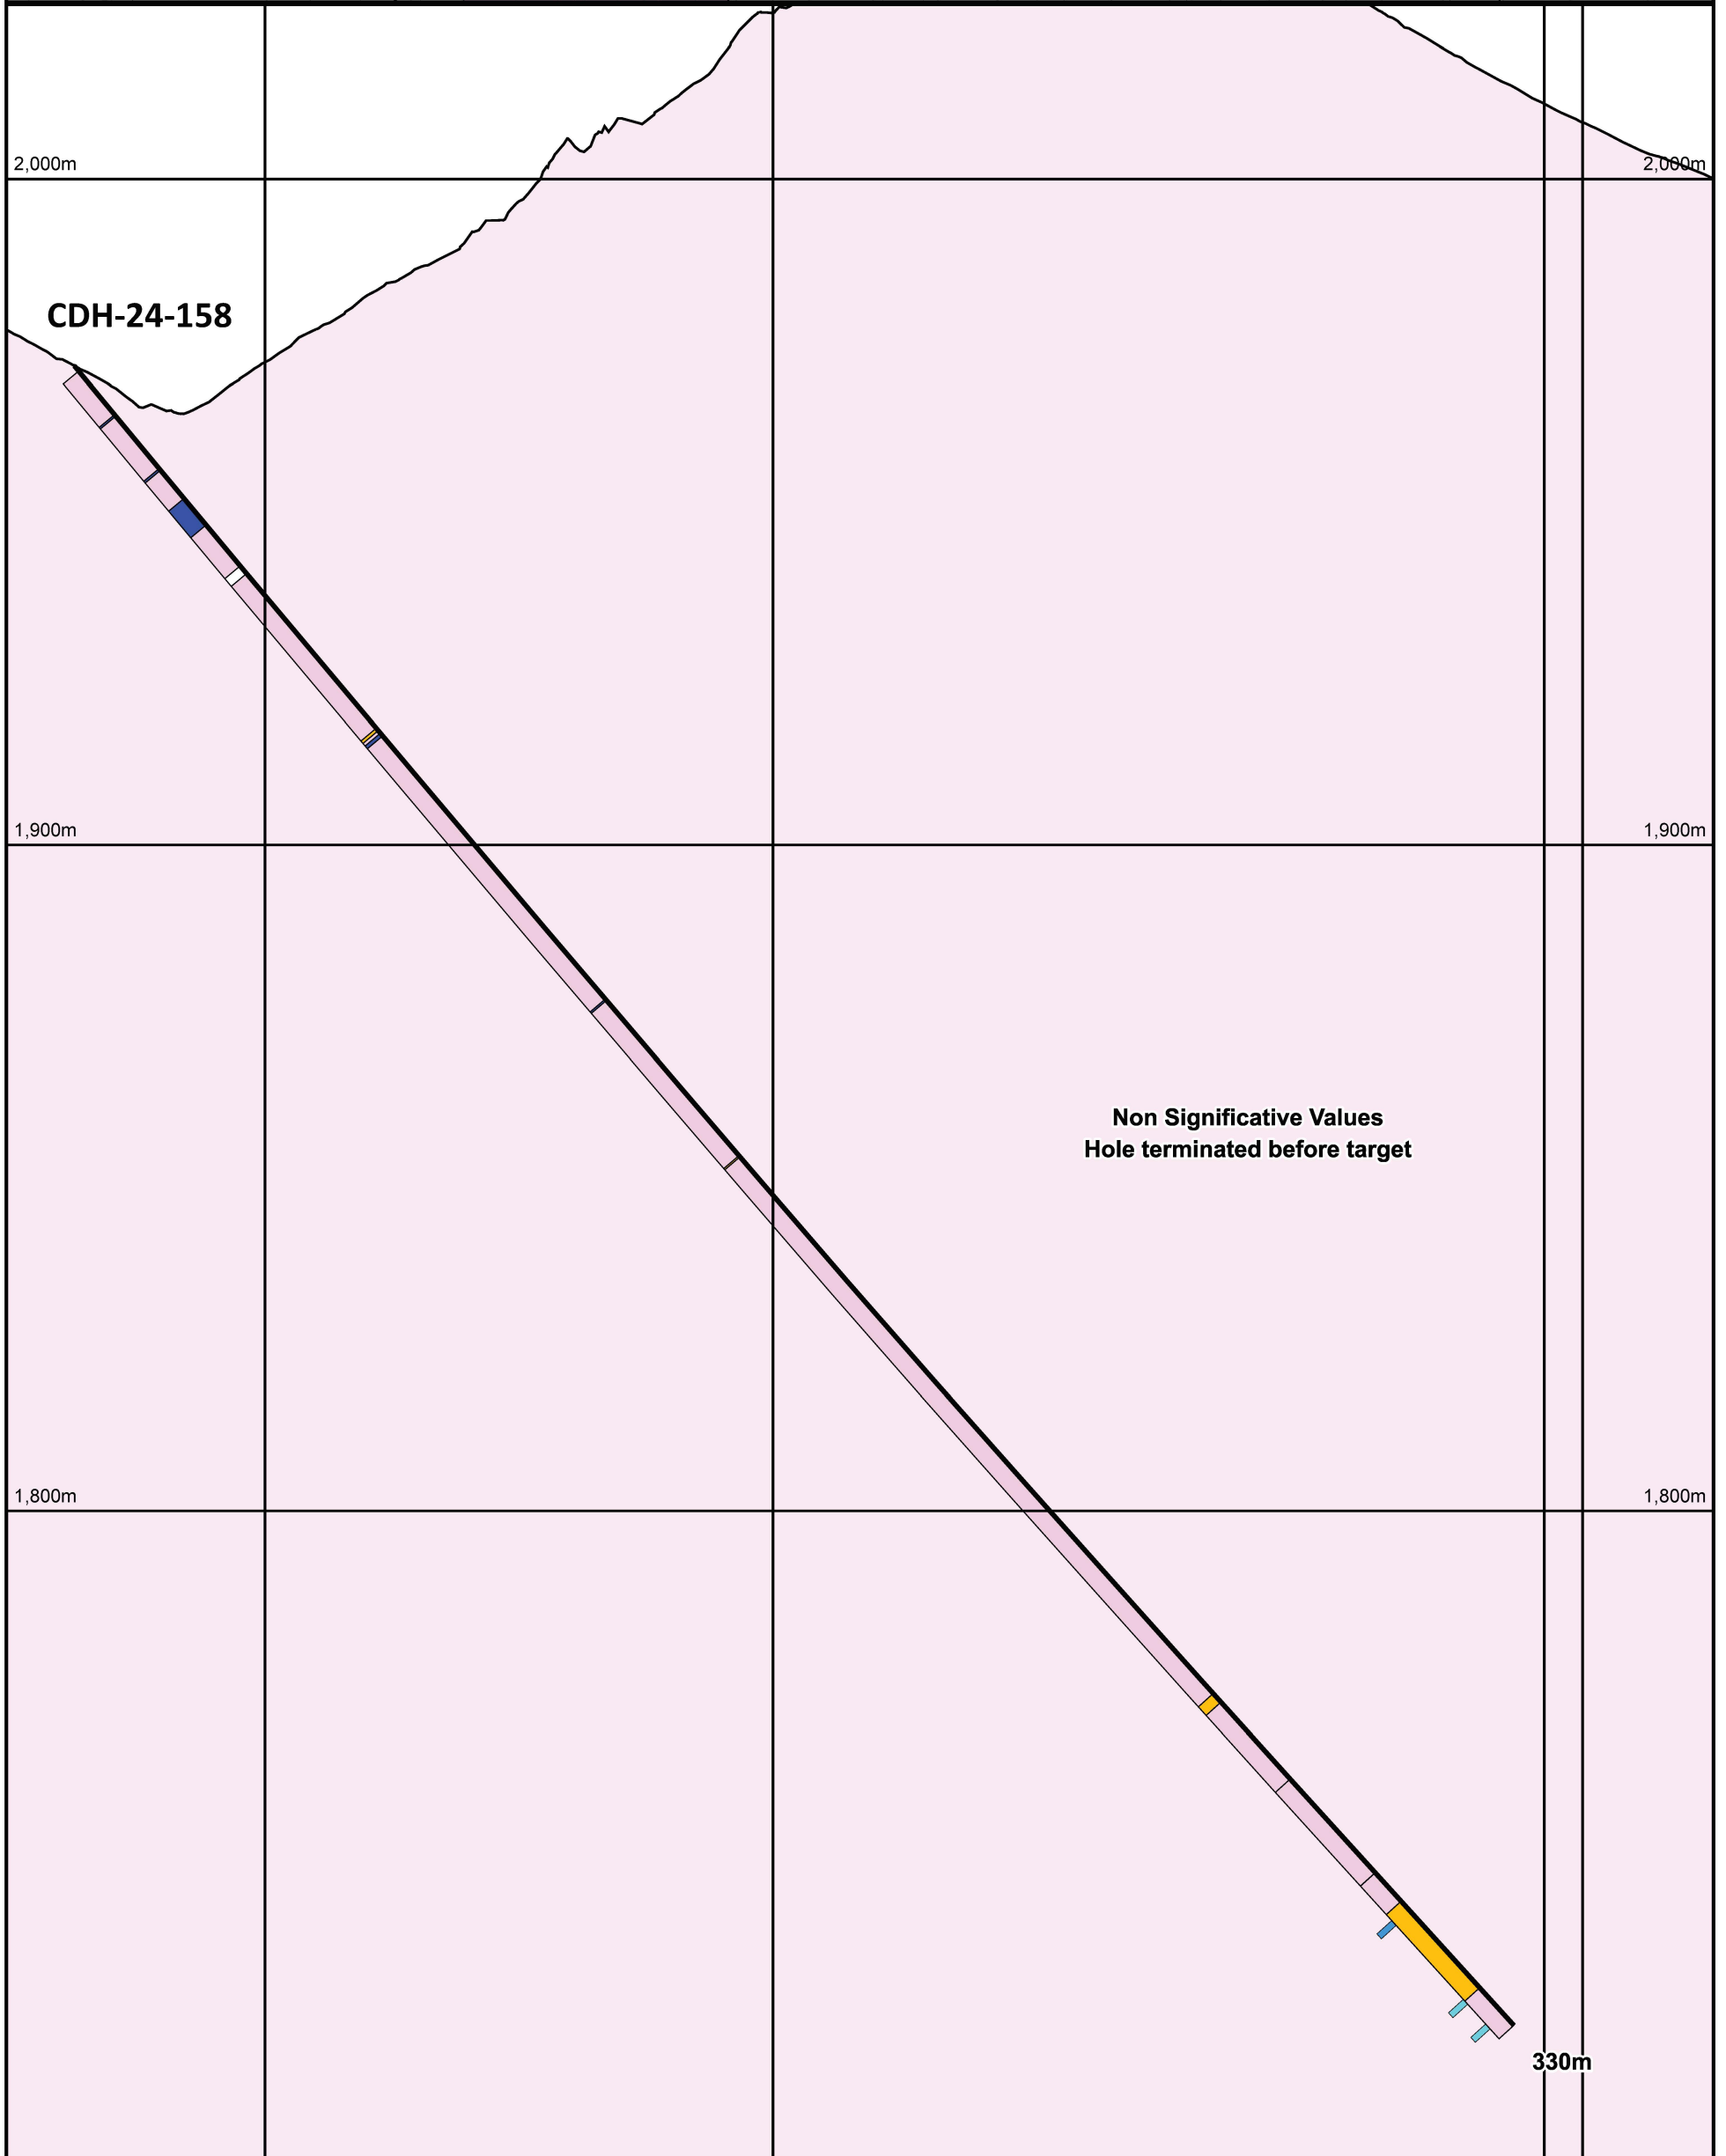 2,000m
2,000m
CDH-24-158
1,900m
1,900m
Non Significative Values
Hole terminated before target
1,800m
1,800m
330m